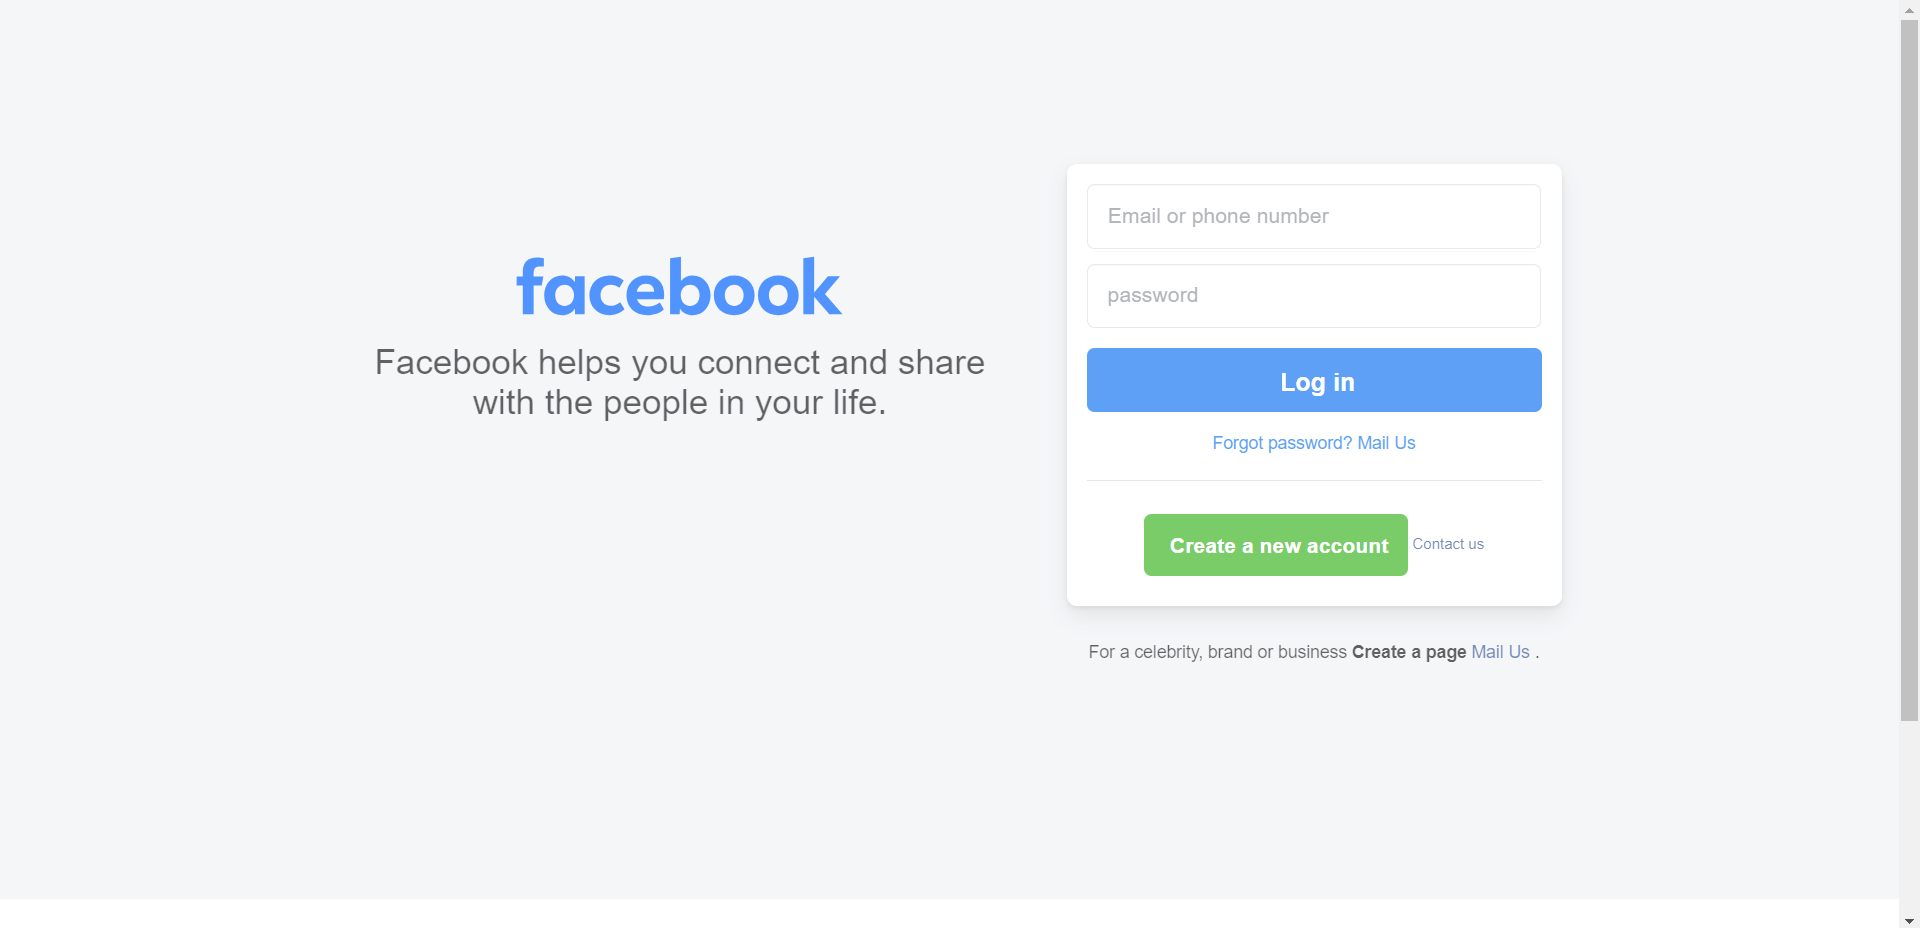 facebook
Facebook helps you connect and share
with the people in your life.
Email or phone number
password
Log in
Forgot password? Mail Us
Create a new account Contact us
For a celebrity, brand or business Create a page Mail Us .